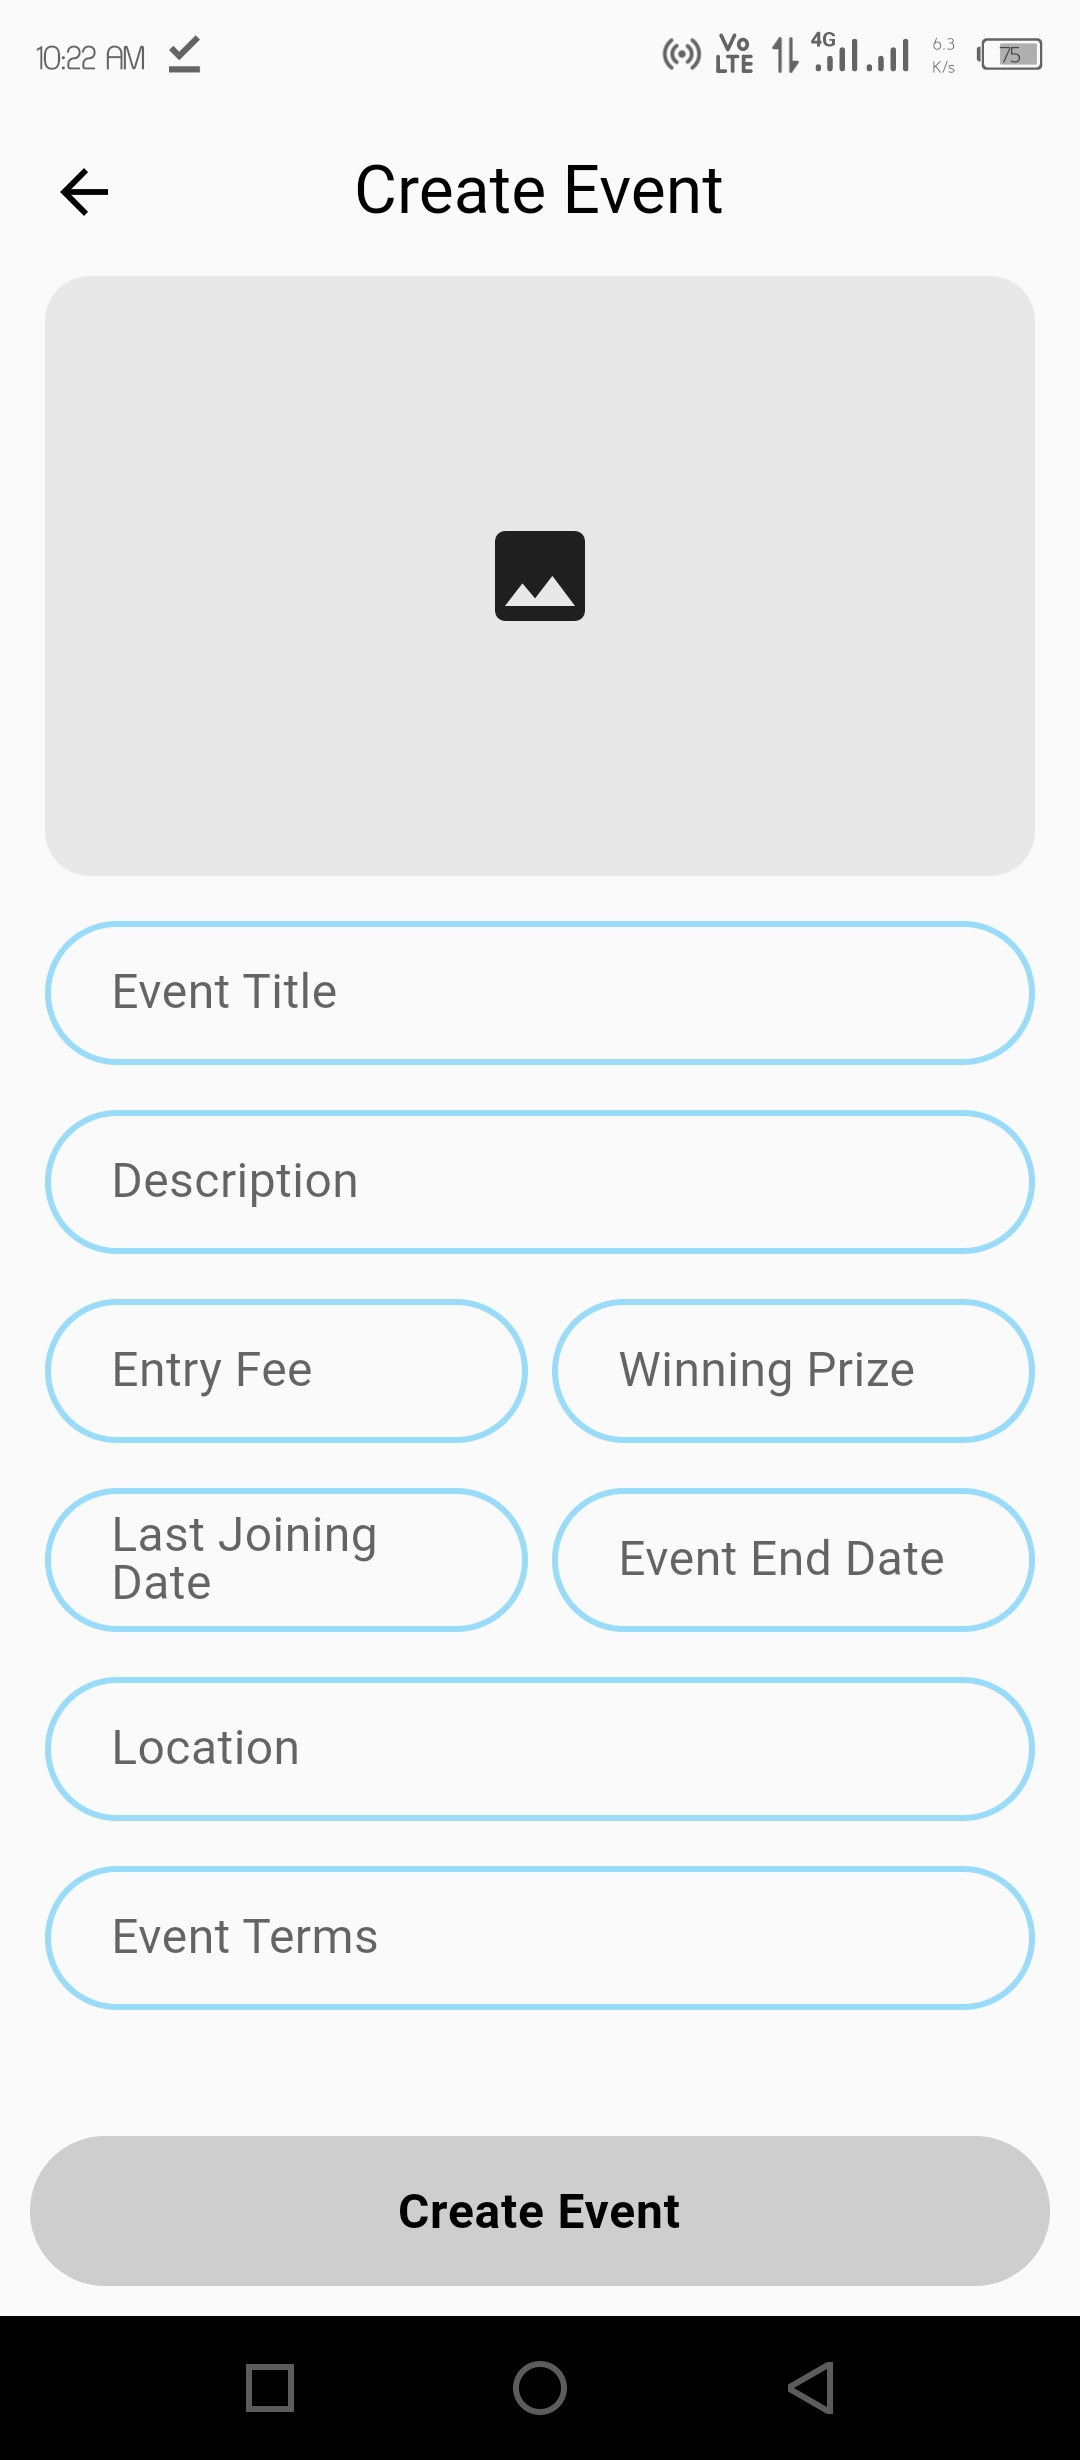 10:22 AM
Vo LTE
4G
6.3 K/s
75
Create Event
Event Title
Description
Entry Fee
Winning Prize
Last Joining
Date
Event End Date
Location
Event Terms
Create Event